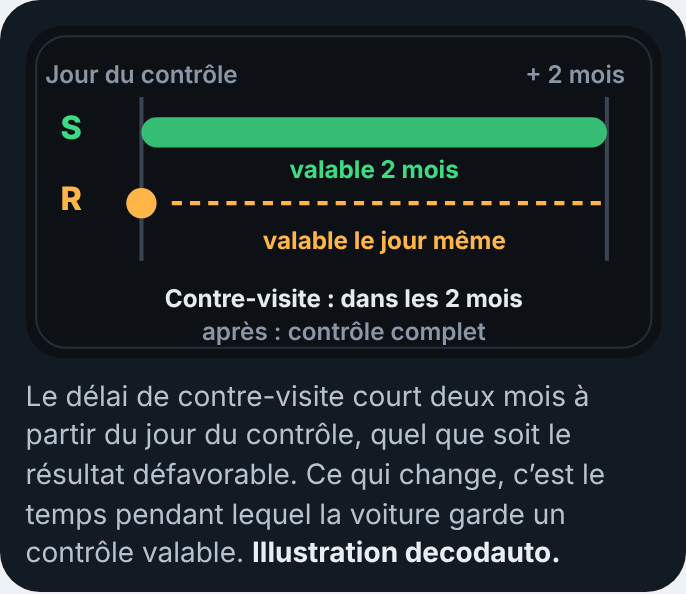 Jour du contrôle
+ 2 mois
S
valable 2 mois
R
valable le jour même
Contre-visite : dans les 2 mois
après : contrôle complet
Le délai de contre-visite court deux mois à
partir du jour du contrôle, quel que soit le
résultat défavorable. Ce qui change, c’est le
temps pendant lequel la voiture garde un
contrôle valable. Illustration decodauto.